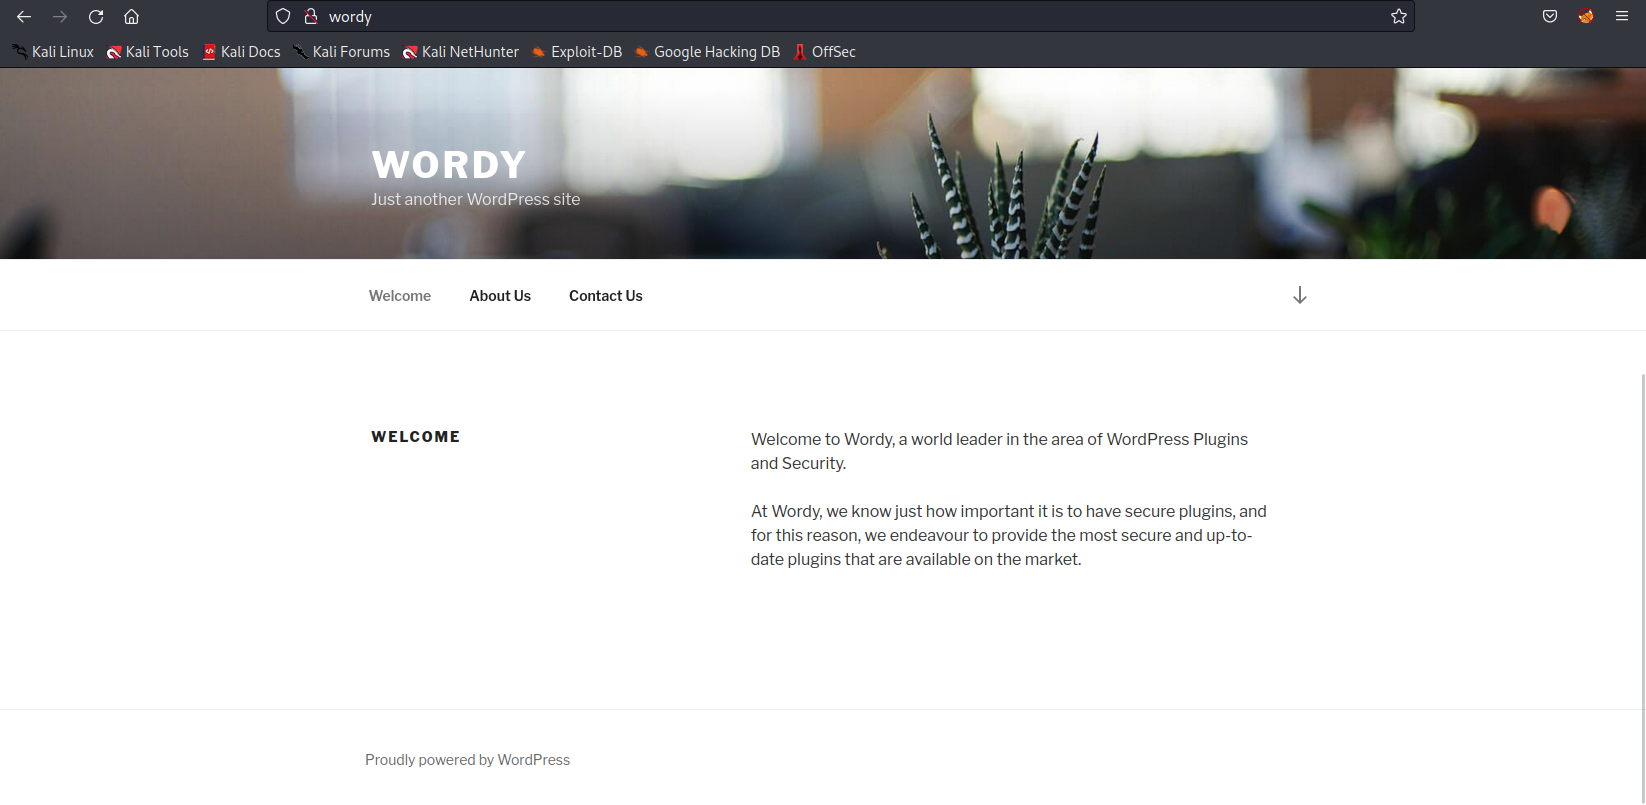 wordy
Kali Linux Kali Tools Kali Docs Kali Forums Kali NetHunter Exploit-DB Google Hacking DB OffSec
WORDY
Just another WordPress site
Welcome About Us Contact Us
WELCOME
Welcome to Wordy, a world leader in the area of WordPress Plugins
and Security.
At Wordy, we know just how important it is to have secure plugins, and
for this reason, we endeavour to provide the most secure and up-to-
date plugins that are available on the market.
Proudly powered by WordPress